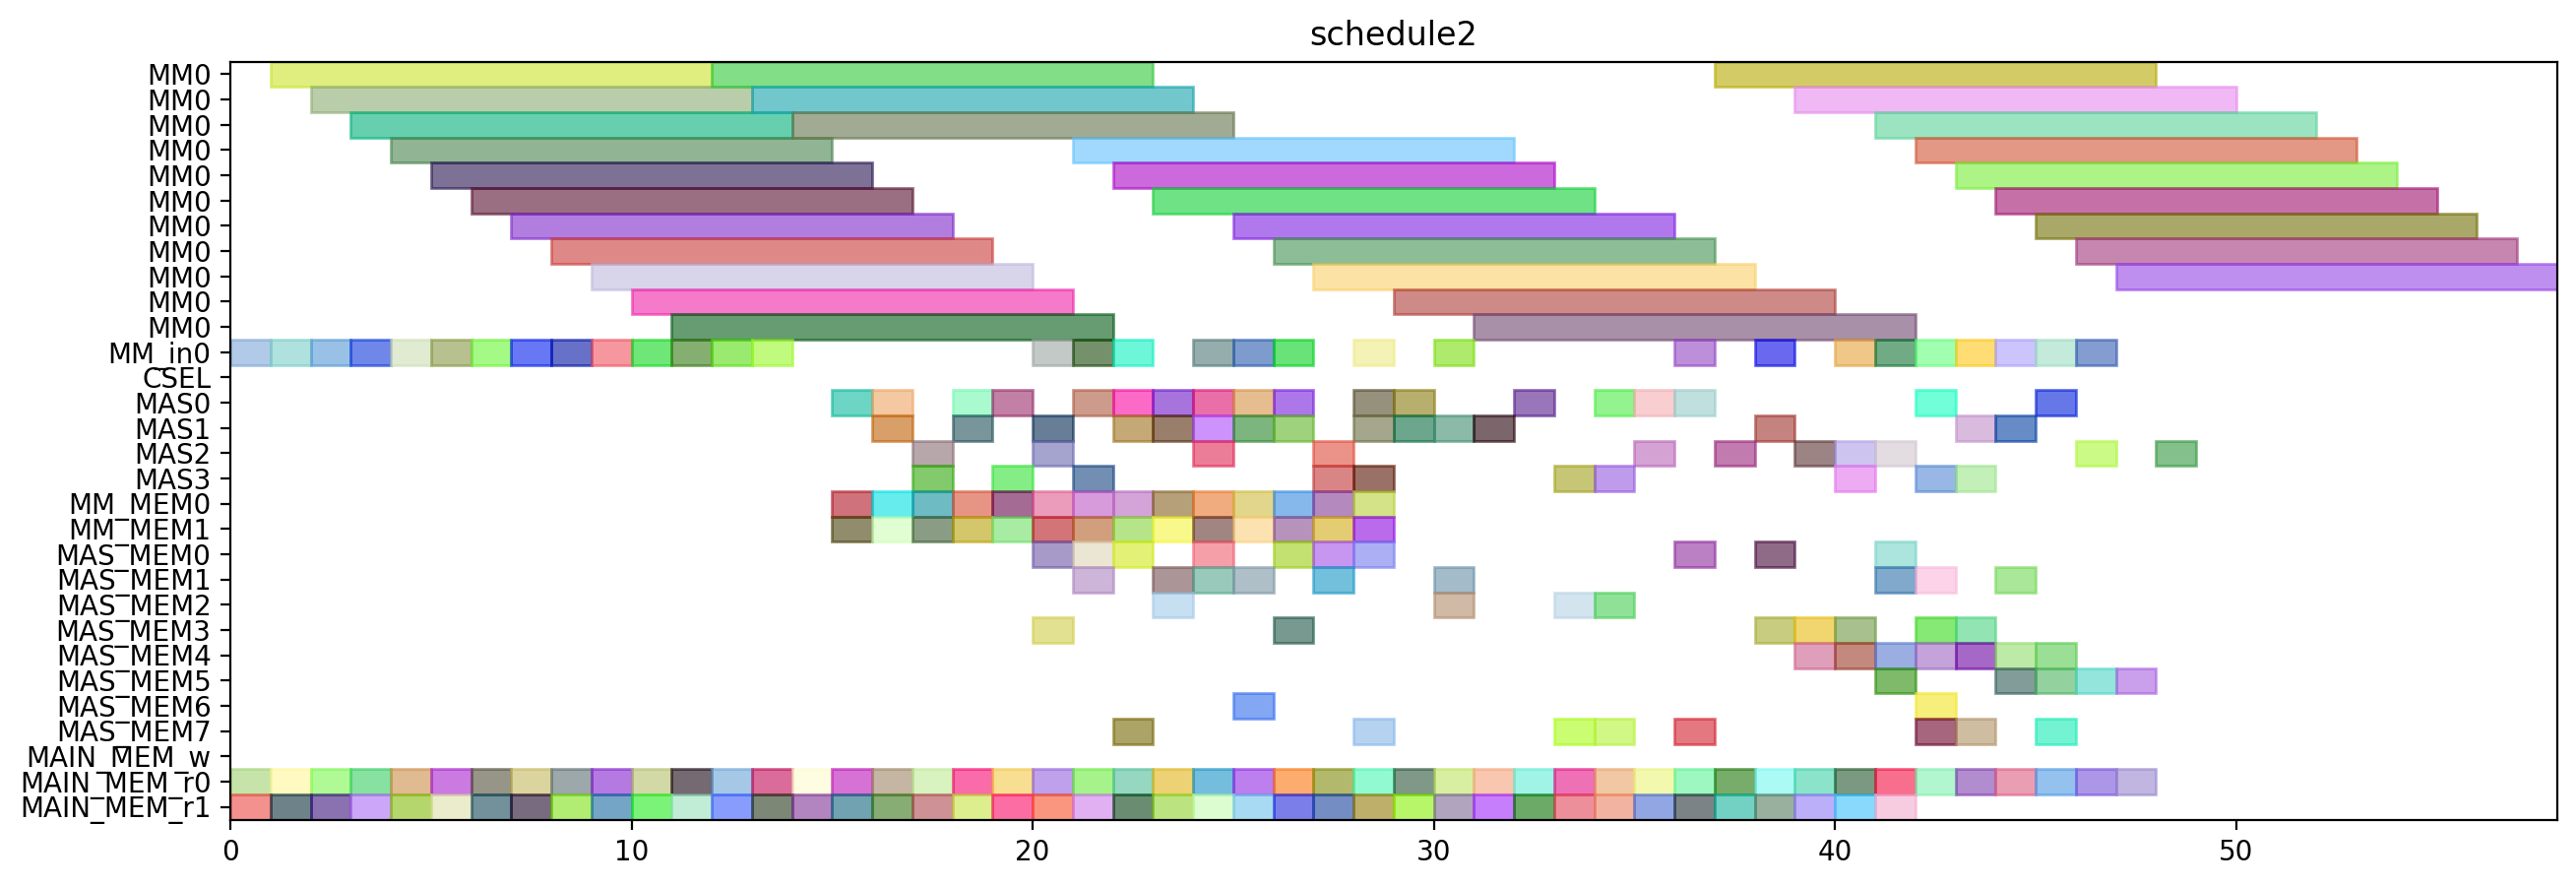 schedule2
MM0
MM0
MM0
MM0
MM0
MM0
MM0
MM0
MM0
MM0
MM0
MM_in0
CSEL
MAS0
MAS1
MAS2
MAS3
MM_MEM0
MM_MEM1
MAS_MEM0
MAS_MEM1
MAS_MEM2
MAS_MEM3
MAS_MEM4
MAS_MEM5
MAS_MEM6
MAS_MEM7
MAIN_MEM_w
MAIN_MEM_r0
MAIN_MEM_r1
0 10 20 30 40 50